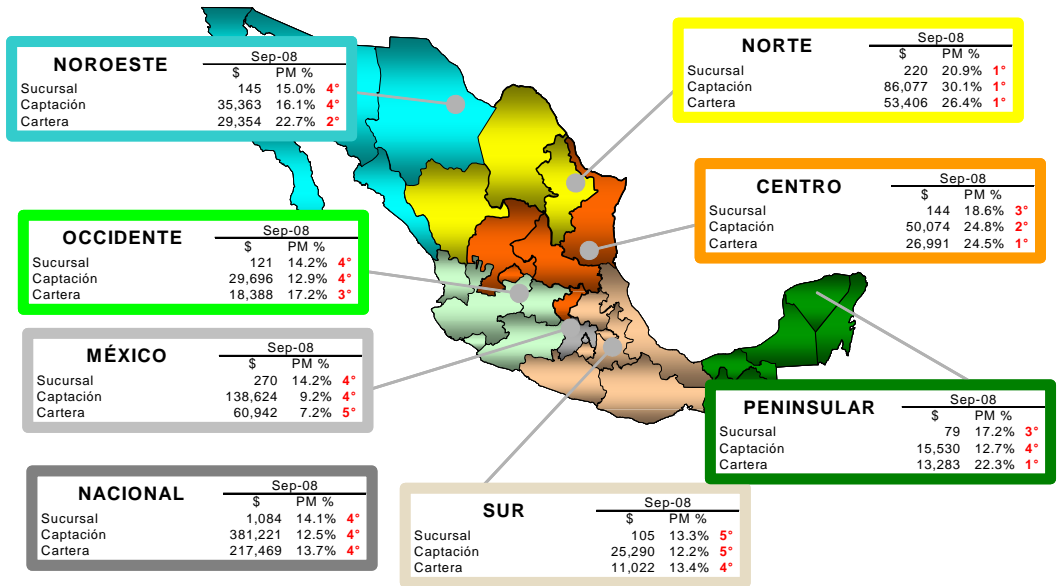 NOROESTE
Sep-08
$ PM %
Sucursal 145 15.0% 4°
Captación 35,363 16.1% 4°
Cartera 29,354 22.7% 2°
NORTE
Sep-08
$ PM %
Sucursal 220 20.9% 1°
Captación 86,077 30.1% 1°
Cartera 53,406 26.4% 1°
CENTRO
Sep-08
$ PM %
Sucursal 144 18.6% 3°
Captación 50,074 24.8% 2°
Cartera 26,991 24.5% 1°
OCCIDENTE
Sep-08
$ PM %
Sucursal 121 14.2% 4°
Captación 29,696 12.9% 4°
Cartera 18,388 17.2% 3°
MÉXICO
Sep-08
$ PM %
Sucursal 270 14.2% 4°
Captación 138,624 9.2% 4°
Cartera 60,942 7.2% 5°
PENINSULAR
Sep-08
$ PM %
Sucursal 79 17.2% 3°
Captación 15,530 12.7% 4°
Cartera 13,283 22.3% 1°
NACIONAL
Sep-08
$ PM %
Sucursal 1,084 14.1% 4°
Captación 381,221 12.5% 4°
Cartera 217,469 13.7% 4°
SUR
Sep-08
$ PM %
Sucursal 105 13.3% 5°
Captación 25,290 12.2% 5°
Cartera 11,022 13.4% 4°